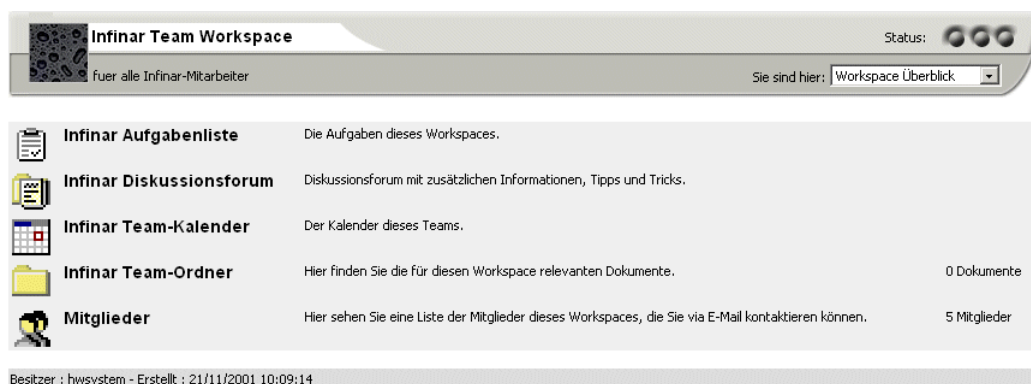 Infinar Team Workspace
Status:
fuer alle Infinar-Mitarbeiter
Sie sind hier: Workspace Überblick
Infinar Aufgabenliste Die Aufgaben dieses Workspaces.
Infinar Diskussionsforum Diskussionsforum mit zusätzlichen Informationen, Tipps und Tricks.
Infinar Team-Kalender Der Kalender dieses Teams.
Infinar Team-Ordner Hier finden Sie die für diesen Workspace relevanten Dokumente. 0 Dokumente
Mitglieder Hier sehen Sie eine Liste der Mitglieder dieses Workspaces, die Sie via E-Mail kontaktieren können. 5 Mitglieder
Besitzer : hwsystem - Erstellt : 21/11/2001 10:09:14